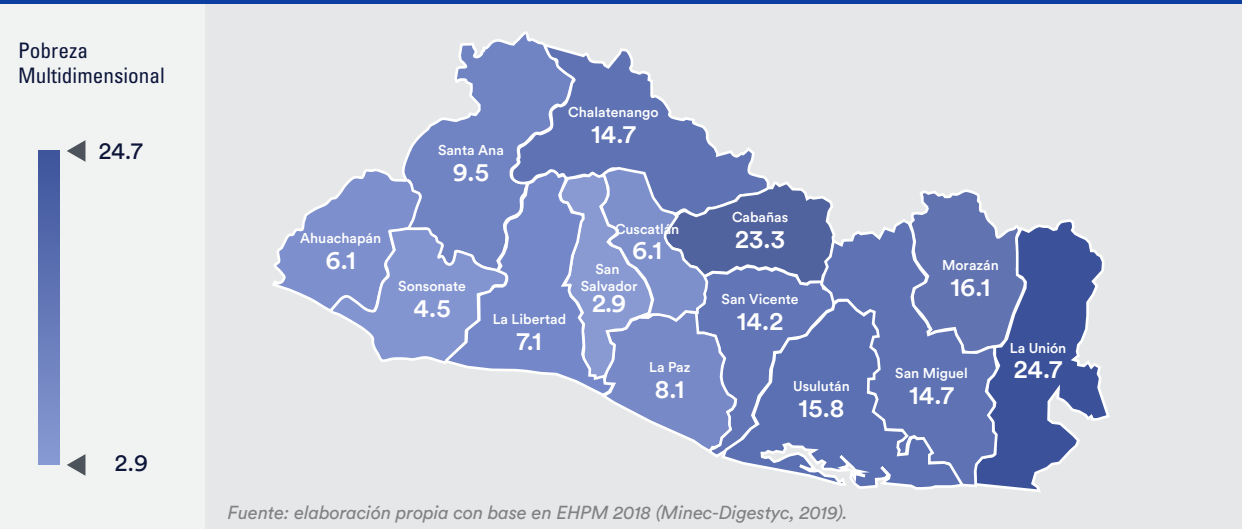 Pobreza
Multidimensional
24.7
2.9
Chalatenango
14.7
Santa Ana
9.5
Ahuachapán
6.1
Sonsonate
4.5
La Libertad
7.1
San
Salvador
2.9
Cuscatlán
6.1
Cabañas
23.3
San Vicente
14.2
La Paz
8.1
Usulután
15.8
San Miguel
14.7
Morazán
16.1
La Unión
24.7
Fuente: elaboración propia con base en EHPM 2018 (Minec-Digestyc, 2019).